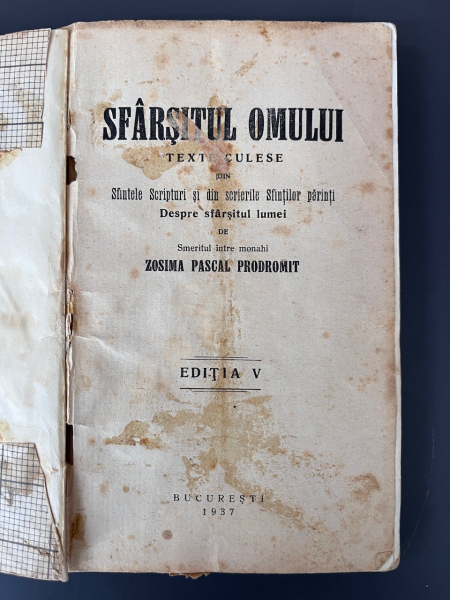 SFÂRȘITUL OMULUI
TEXTE CULESE
DIN
Sfintele Scripturi și din scrierile Sfinților părinți
Despre sfârșitul lumei
DE
Smeritul intre monahi
ZOSIMA PASCAL PRODROMIT
EDIȚIA V
BUCUREȘTI
1937